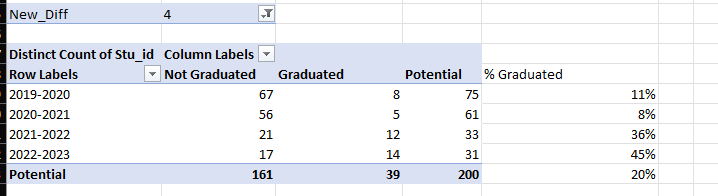 New_Diff 4
Distinct Count of Stu_id Column Labels
Row Labels Not Graduated Graduated Potential % Graduated
2019-2020 67 8 75 11%
2020-2021 56 5 61 8%
2021-2022 21 12 33 36%
2022-2023 17 14 31 45%
Potential 161 39 200 20%